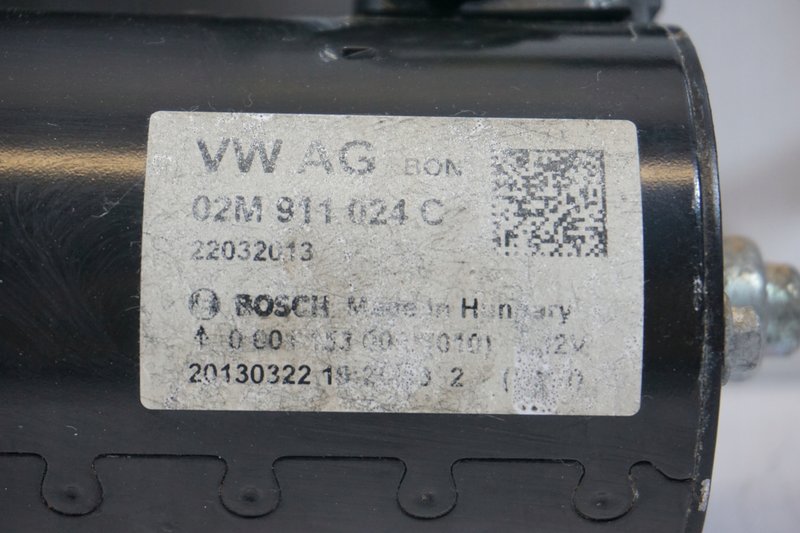 VW AG BON
02M 911 024 C
22032013
BOSCH Made in Hungary
12V
20130322